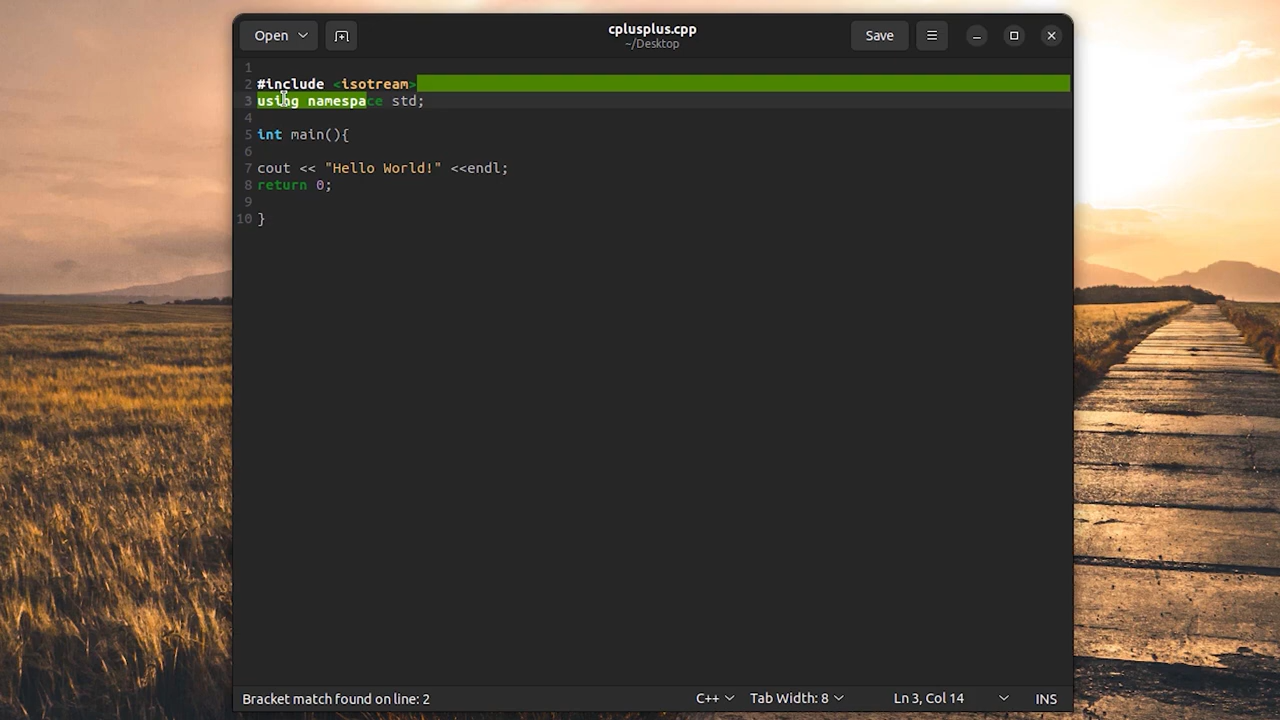 Open
cplusplus.cpp
~/Desktop
Save
1
2 #include <isotream>
3 using namespace std;
4
5 int main(){
6
7 cout << "Hello World!" <<endl;
8 return 0;
9
10 }
Bracket match found on line: 2
C++
Tab Width: 8
Ln 3, Col 14
INS